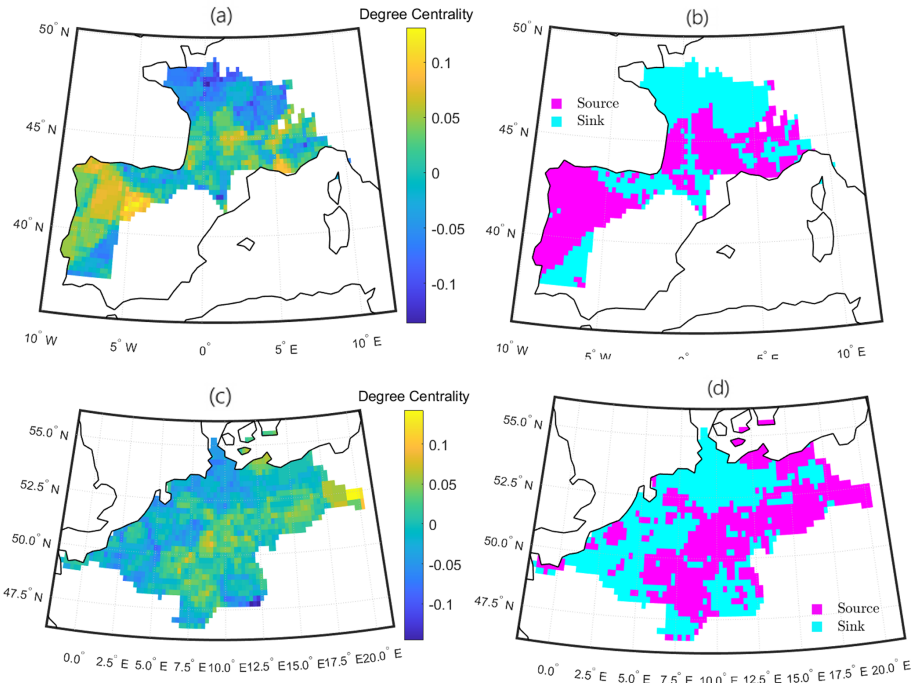 (a)
Degree Centrality
50° N
45° N
40° N
10° W
5° W
0°
5° E
10° E
0.1
0.05
0
-0.05
-0.1
(b)
50° N
45° N
40° N
10° W
5° W
0°
5° E
10° E
Source
Sink
(c)
Degree Centrality
55.0° N
52.5° N
50.0° N
47.5° N
0.0° E
2.5° E
5.0° E
7.5° E
10.0° E
12.5° E
15.0° E
17.5° E
20.0° E
0.1
0.05
0
-0.05
-0.1
(d)
55.0° N
52.5° N
50.0° N
47.5° N
0.0° E
2.5° E
5.0° E
7.5° E
10.0° E
12.5° E
15.0° E
17.5° E
20.0° E
Source
Sink